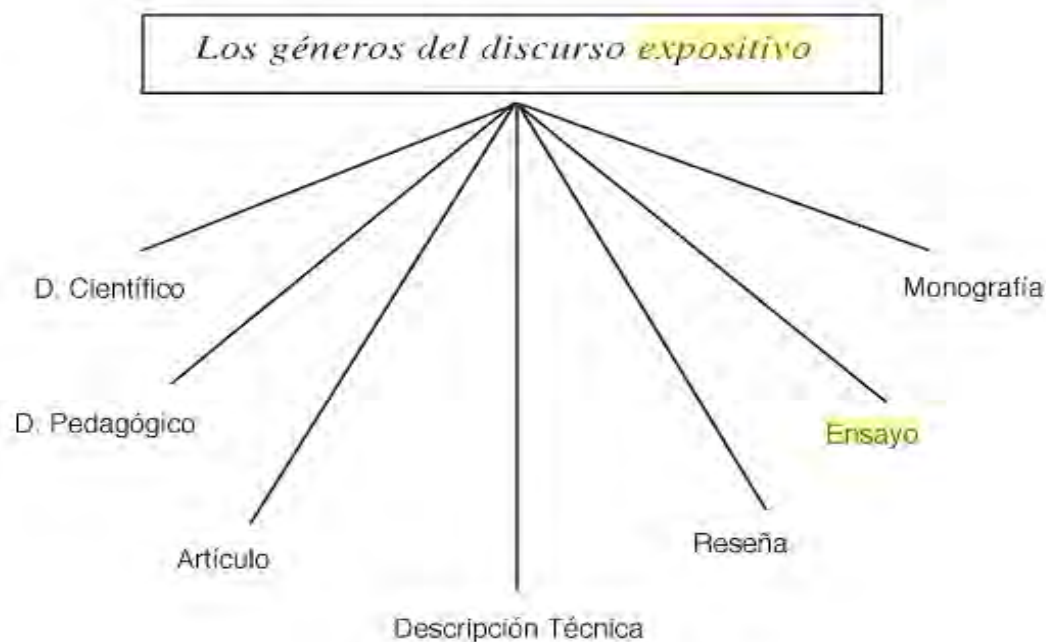 Los géneros del discurso expositivo
D. Científico
Monografía
D. Pedagógico
Ensayo
Artículo
Reseña
Descripción Técnica